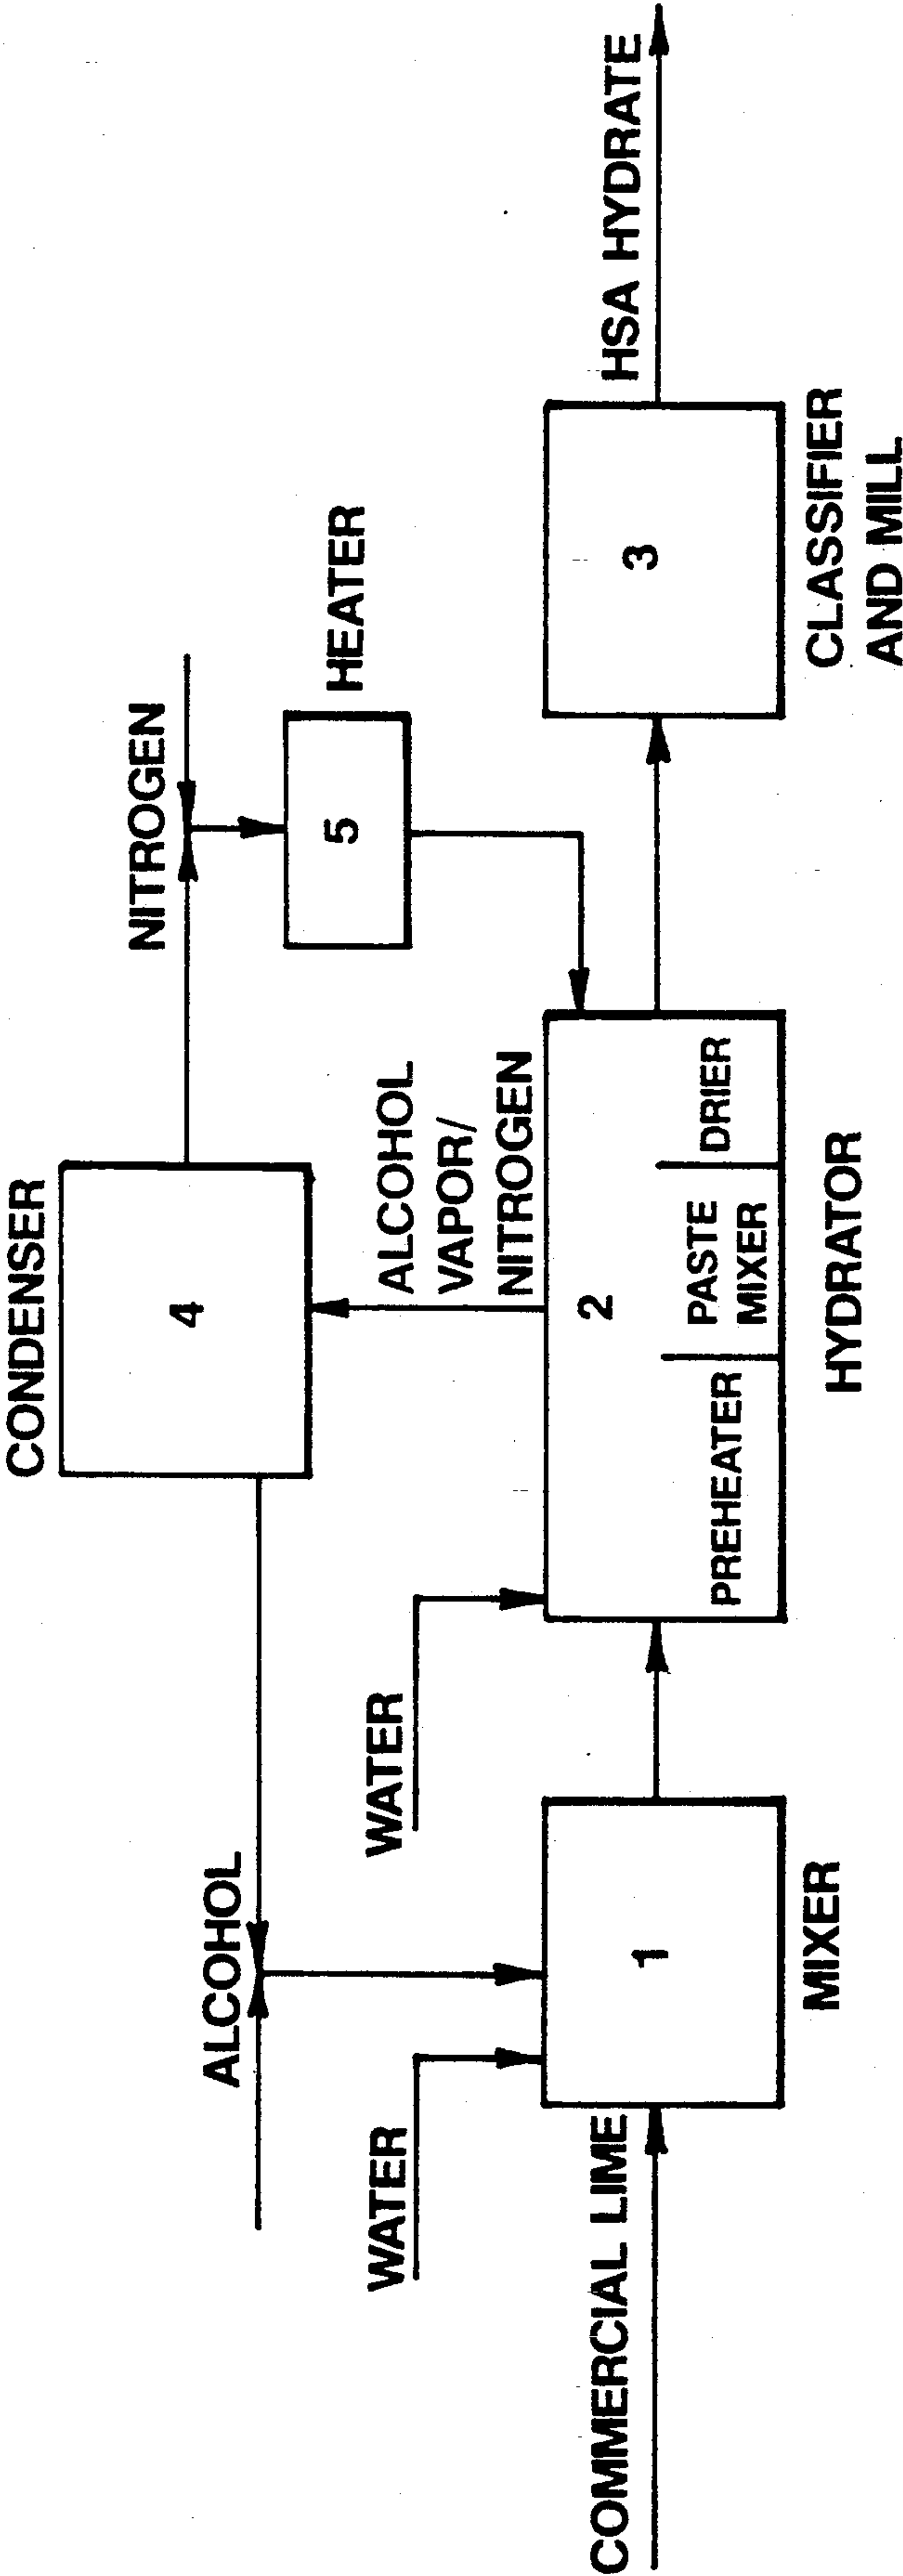 CONDENSER
4
NITROGEN
ALCOHOL
HEATER
5
ALCOHOL
VAPOR/
NITROGEN
WATER
WATER
COMMERCIAL LIME
1
MIXER
2
PREHEATER
PASTE
MIXER
DRIER
HYDRATOR
3
CLASSIFIER
AND MILL
HSA HYDRATE